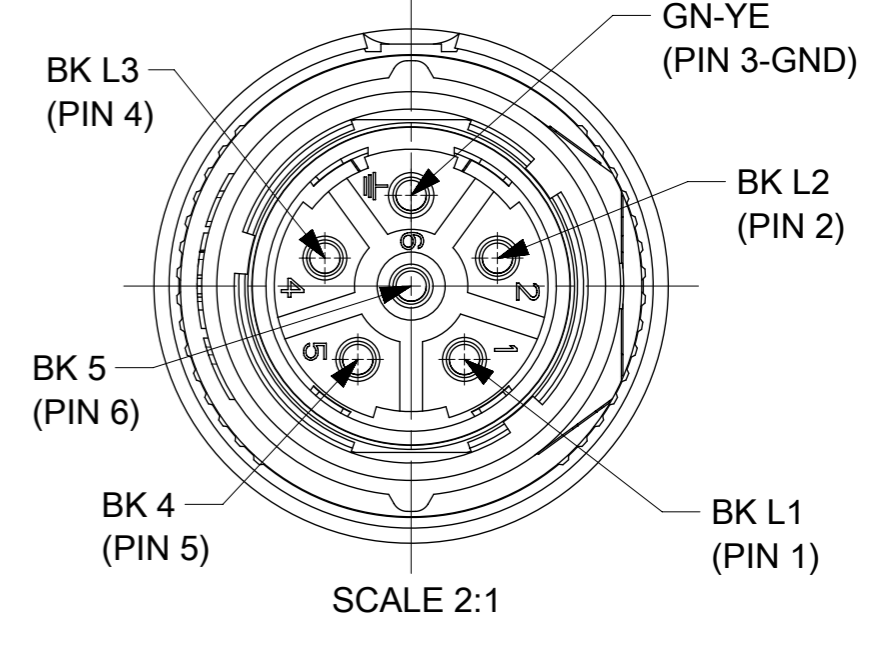 GN-YE
(PIN 3-GND)
BK L3
(PIN 4)
BK L2
(PIN 2)
6
4
2
5
1
BK 5
(PIN 6)
BK 4
(PIN 5)
BK L1
(PIN 1)
SCALE 2:1